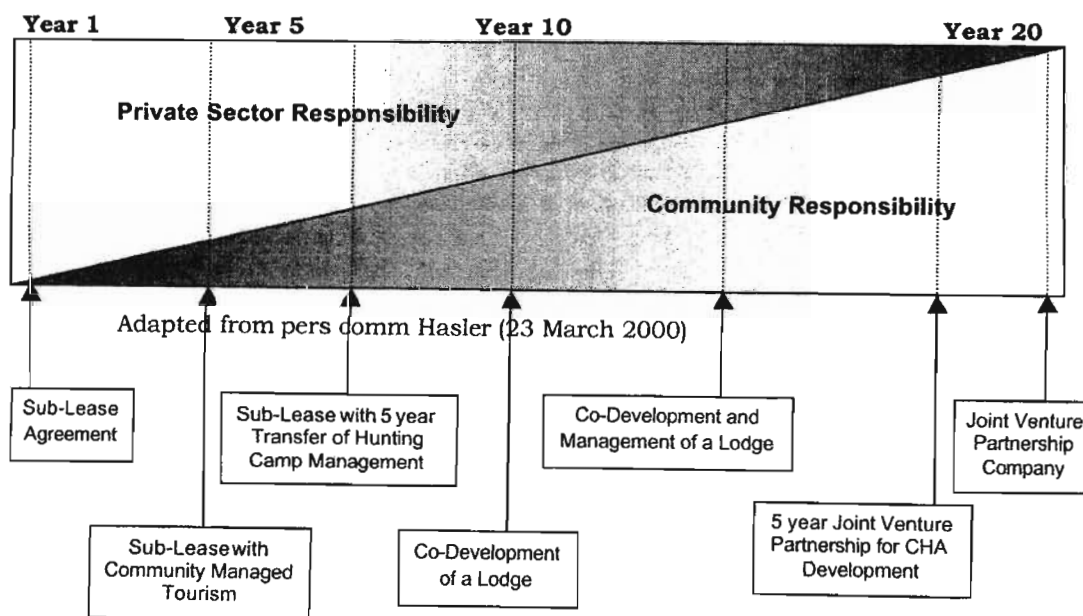 Year 1 Year 5 Year 10 Year 20
Private Sector Responsibility
Community Responsibility
Adapted from pers comm Hasler (23 March 2000)
Sub-Lease
Agreement
Sub-Lease with 5 year
Transfer of Hunting
Camp Management
Co-Development and
Management of a Lodge
Joint Venture
Partnership
Company
Sub-Lease with
Community Managed
Tourism
Co-Development
of a Lodge
5 year Joint Venture
Partnership for CHA
Development